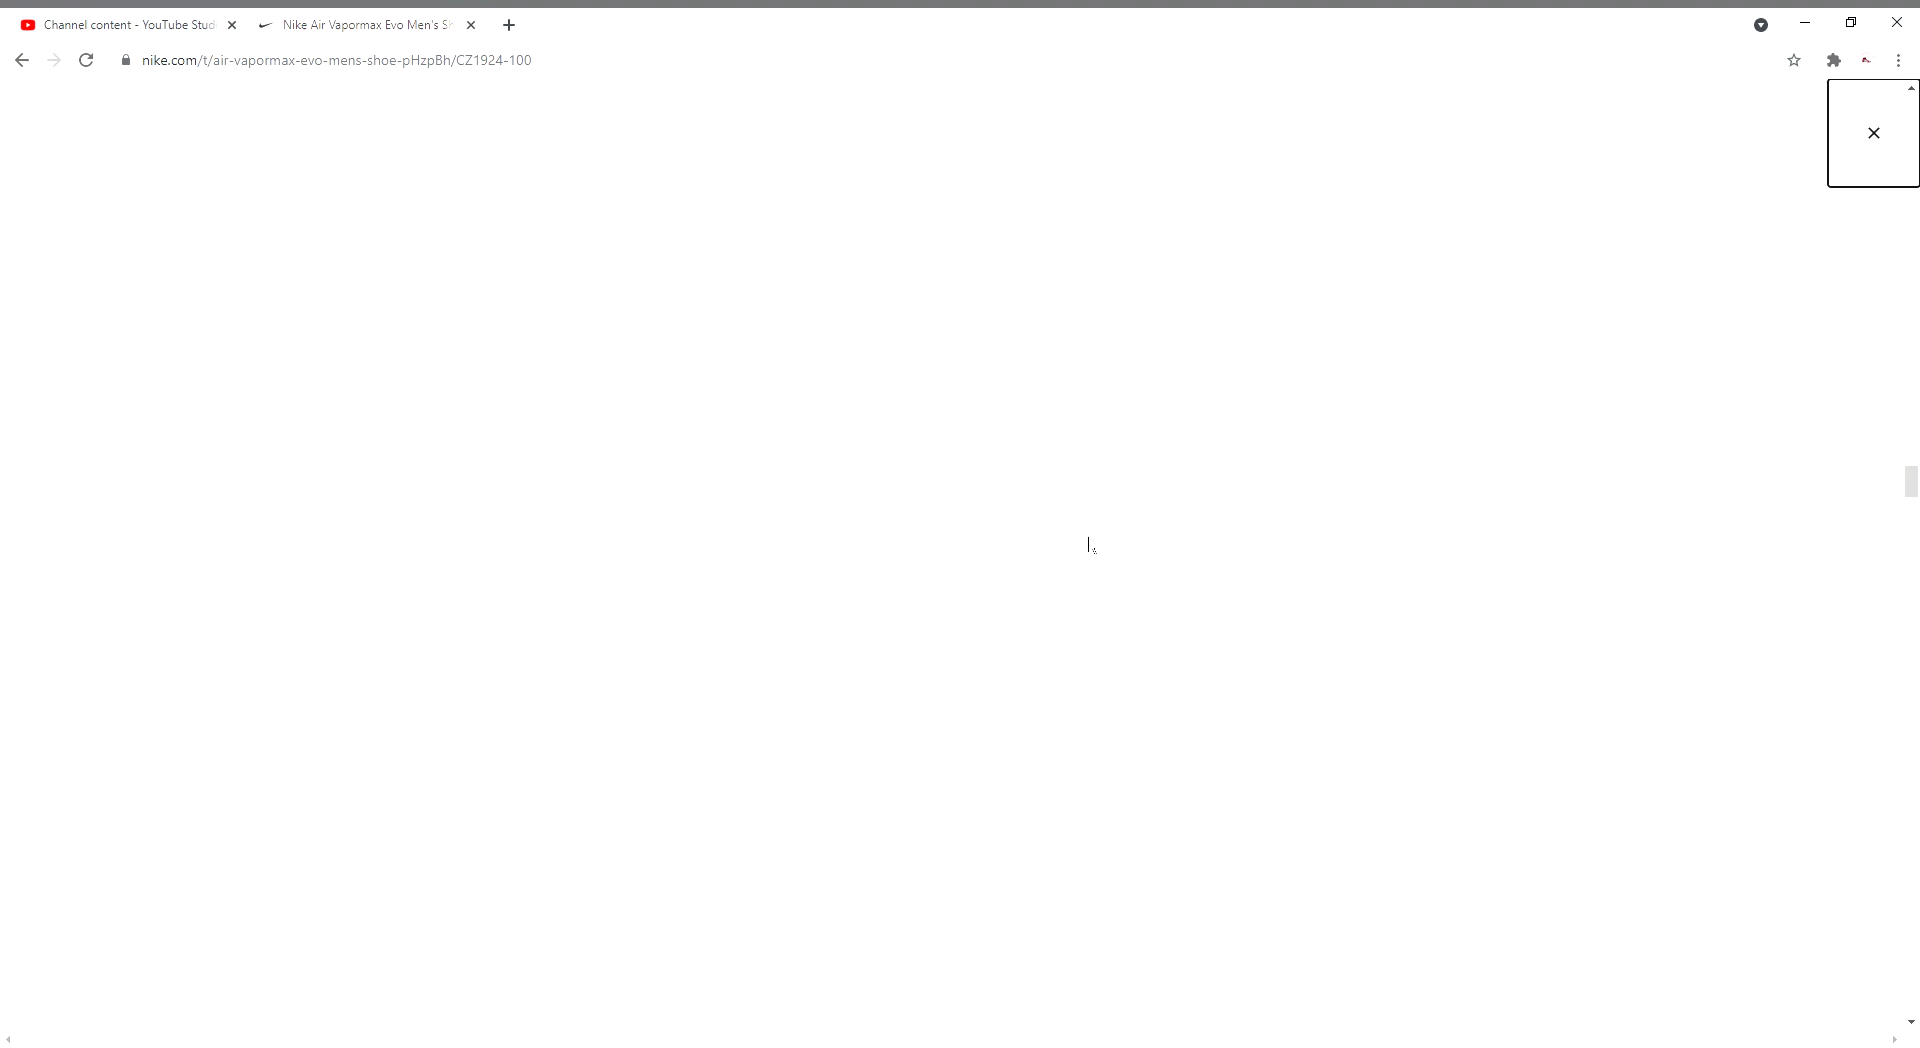 Channel content - YouTube Stud
Nike Air Vapormax Evo Men's Sh
nike.com/t/air-vapormax-evo-mens-shoe-pHzpBh/CZ1924-100